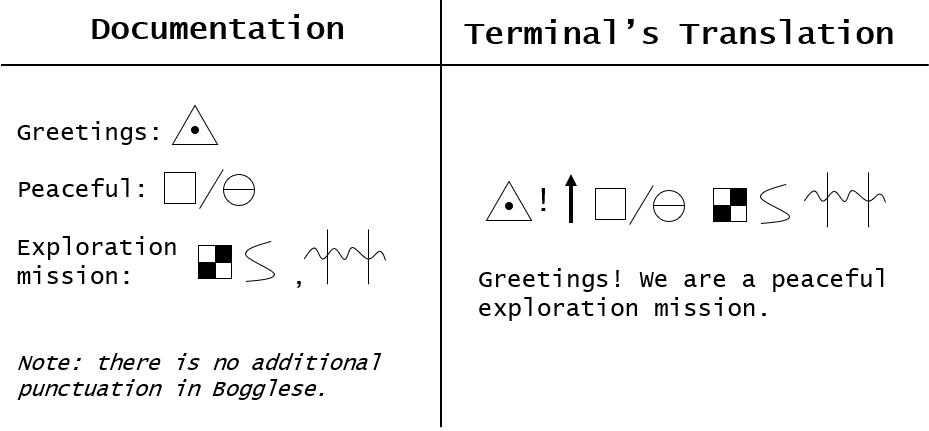 Documentation
Greetings:
Peaceful: /
Exploration
mission: ,
Note: there is no additional
punctuation in Bogglese.
Terminal’s Translation
! /
Greetings! We are a peaceful
exploration mission.